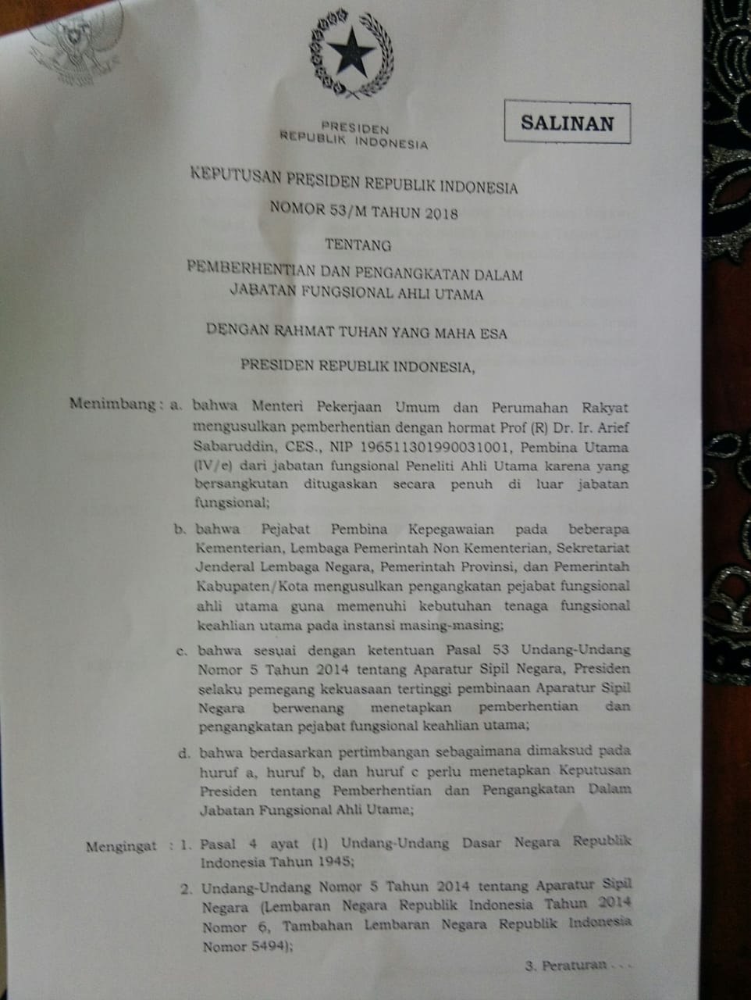 PRESIDEN
REPUBLIK INDONESIA
SALINAN
KEPUTUSAN PRESIDEN REPUBLIK INDONESIA
NOMOR 53/M TAHUN 2018
TENTANG
PEMBERHENTIAN DAN PENGANGKATAN DALAM
JABATAN FUNGSIONAL AHLI UTAMA
DENGAN RAHMAT TUHAN YANG MAHA ESA
PRESIDEN REPUBLIK INDONESIA,
Menimbang : a. bahwa Menteri Pekerjaan Umum dan Perumahan Rakyat
mengusulkan pemberhentian dengan hormat Prof (R) Dr. Ir. Arief
Sabaruddin, CES., NIP 196511301990031001, Pembina Utama
(IV/e) dari jabatan fungsional Peneliti Ahli Utama karena yang
bersangkutan ditugaskan secara penuh di luar jabatan
fungsional;
b. bahwa Pejabat Pembina Kepegawaian pada beberapa
Kementerian, Lembaga Pemerintah Non Kementerian, Sekretariat
Jenderal Lembaga Negara, Pemerintah Provinsi, dan Pemerintah
Kabupaten/Kota mengusulkan pengangkatan pejabat fungsional
ahli utama guna memenuhi kebutuhan tenaga fungsional
keahlian utama pada instansi masing-masing;
c. bahwa sesuai dengan ketentuan Pasal 53 Undang-Undang
Nomor 5 Tahun 2014 tentang Aparatur Sipil Negara, Presiden
selaku pemegang kekuasaan tertinggi pembinaan Aparatur Sipil
Negara berwenang menetapkan pemberhentian dan
pengangkatan pejabat fungsional keahlian utama;
d. bahwa berdasarkan pertimbangan sebagaimana dimaksud pada
huruf a, huruf b, dan huruf c perlu menetapkan Keputusan
Presiden tentang Pemberhentian dan Pengangkatan Dalam
Jabatan Fungsional Ahli Utama;
Mengingat : 1. Pasal 4 ayat (1) Undang-Undang Dasar Negara Republik
Indonesia Tahun 1945;
2. Undang-Undang Nomor 5 Tahun 2014 tentang Aparatur Sipil
Negara (Lembaran Negara Republik Indonesia Tahun 2014
Nomor 6, Tambahan Lembaran Negara Republik Indonesia
Nomor 5494);
3. Peraturan . . .